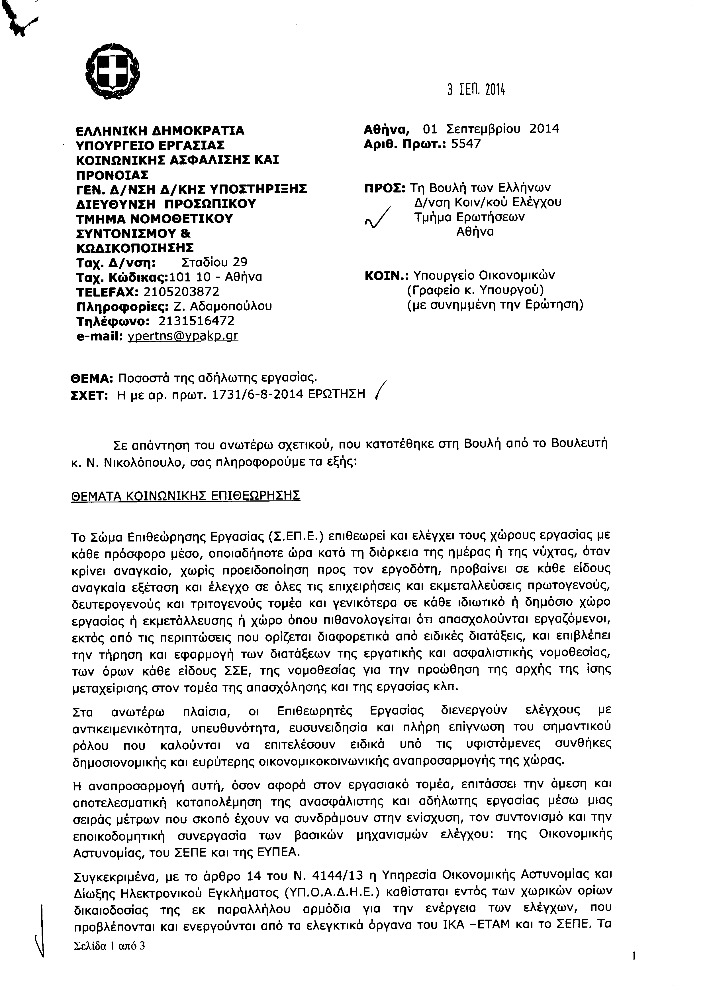 3 ΣΕΠ. 2014
ΕΛΛΗΝΙΚΗ ΔΗΜΟΚΡΑΤΙΑ
ΥΠΟΥΡΓΕΙΟ ΕΡΓΑΣΙΑΣ
ΚΟΙΝΩΝΙΚΗΣ ΑΣΦΑΛΙΣΗΣ ΚΑΙ
ΠΡΟΝΟΙΑΣ
ΓΕΝ. Δ/ΝΣΗ Δ/ΚΗΣ ΥΠΟΣΤΗΡΙΞΗΣ
ΔΙΕΥΘΥΝΣΗ ΠΡΟΣΩΠΙΚΟΥ
ΤΜΗΜΑ ΝΟΜΟΘΕΤΙΚΟΥ
ΣΥΝΤΟΝΙΣΜΟΥ &
ΚΩΔΙΚΟΠΟΙΗΣΗΣ
Ταχ. Δ/νση: Σταδίου 29
Ταχ. Κώδικας:101 10 - Αθήνα
TELEFAX: 2105203872
Πληροφορίες: Ζ. Αδαμοπούλου
Τηλέφωνο: 2131516472
e-mail: ypertns@ypakp.gr
Αθήνα, 01 Σεπτεμβρίου 2014
Αριθ. Πρωτ.: 5547
ΠΡΟΣ: Τη Βουλή των Ελλήνων
Δ/νση Κοιν/κού Ελέγχου
Τμήμα Ερωτήσεων
Αθήνα
ΚΟΙΝ.: Υπουργείο Οικονομικών
(Γραφείο κ. Υπουργού)
(με συνημμένη την Ερώτηση)
ΘΕΜΑ: Ποσοστά της αδήλωτης εργασίας.
ΣΧΕΤ: Η με αρ. πρωτ. 1731/6-8-2014 ΕΡΩΤΗΣΗ
Σε απάντηση του ανωτέρω σχετικού, που κατατέθηκε στη Βουλή από το Βουλευτή
κ. Ν. Νικολόπουλο, σας πληροφορούμε τα εξής:
ΘΕΜΑΤΑ ΚΟΙΝΩΝΙΚΗΣ ΕΠΙΘΕΩΡΗΣΗΣ
Το Σώμα Επιθεώρησης Εργασίας (Σ.ΕΠ.Ε.) επιθεωρεί και ελέγχει τους χώρους εργασίας με
κάθε πρόσφορο μέσο, οποιαδήποτε ώρα κατά τη διάρκεια της ημέρας ή της νύχτας, όταν
κρίνει αναγκαίο, χωρίς προειδοποίηση προς τον εργοδότη, προβαίνει σε κάθε είδους
αναγκαία εξέταση και έλεγχο σε όλες τις επιχειρήσεις και εκμεταλλεύσεις πρωτογενούς,
δευτερογενούς και τριτογενούς τομέα και γενικότερα σε κάθε ιδιωτικό ή δημόσιο χώρο
εργασίας ή εκμετάλλευσης ή χώρο όπου πιθανολογείται ότι απασχολούνται εργαζόμενοι,
εκτός από τις περιπτώσεις που ορίζεται διαφορετικά από ειδικές διατάξεις, και επιβλέπει
την τήρηση και εφαρμογή των διατάξεων της εργατικής και ασφαλιστικής νομοθεσίας,
των όρων κάθε είδους ΣΣΕ, της νομοθεσίας για την προώθηση της αρχής της ίσης
μεταχείρισης στον τομέα της απασχόλησης και της εργασίας κλπ.
Στα ανωτέρω πλαίσια, οι Επιθεωρητές Εργασίας διενεργούν ελέγχους με
αντικειμενικότητα, υπευθυνότητα, ευσυνειδησία και πλήρη επίγνωση του σημαντικού
ρόλου που καλούνται να επιτελέσουν ειδικά υπό τις υφιστάμενες συνθήκες
δημοσιονομικής και ευρύτερης οικονομικοκοινωνικής αναπροσαρμογής της χώρας.
Η αναπροσαρμογή αυτή, όσον αφορά στον εργασιακό τομέα, επιτάσσει την άμεση και
αποτελεσματική καταπολέμηση της ανασφάλιστης και αδήλωτης εργασίας μέσω μιας
σειράς μέτρων που σκοπό έχουν να συνδράμουν στην ενίσχυση, τον συντονισμό και την
εποικοδομητική συνεργασία των βασικών μηχανισμών ελέγχου: της Οικονομικής
Αστυνομίας, του ΣΕΠΕ και της ΕΥΠΕΑ.
Συγκεκριμένα, με το άρθρο 14 του Ν. 4144/13 η Υπηρεσία Οικονομικής Αστυνομίας και
Δίωξης Ηλεκτρονικού Εγκλήματος (ΥΠ.Ο.Α.Δ.Η.Ε.) καθίσταται εντός των χωρικών ορίων
δικαιοδοσίας της εκ παραλλήλου αρμόδια για την ενέργεια των ελέγχων, που
προβλέπονται και ενεργούνται από τα ελεγκτικά όργανα του ΙΚΑ –ΕΤΑΜ και το ΣΕΠΕ. Τα
Σελίδα 1 από 3
1